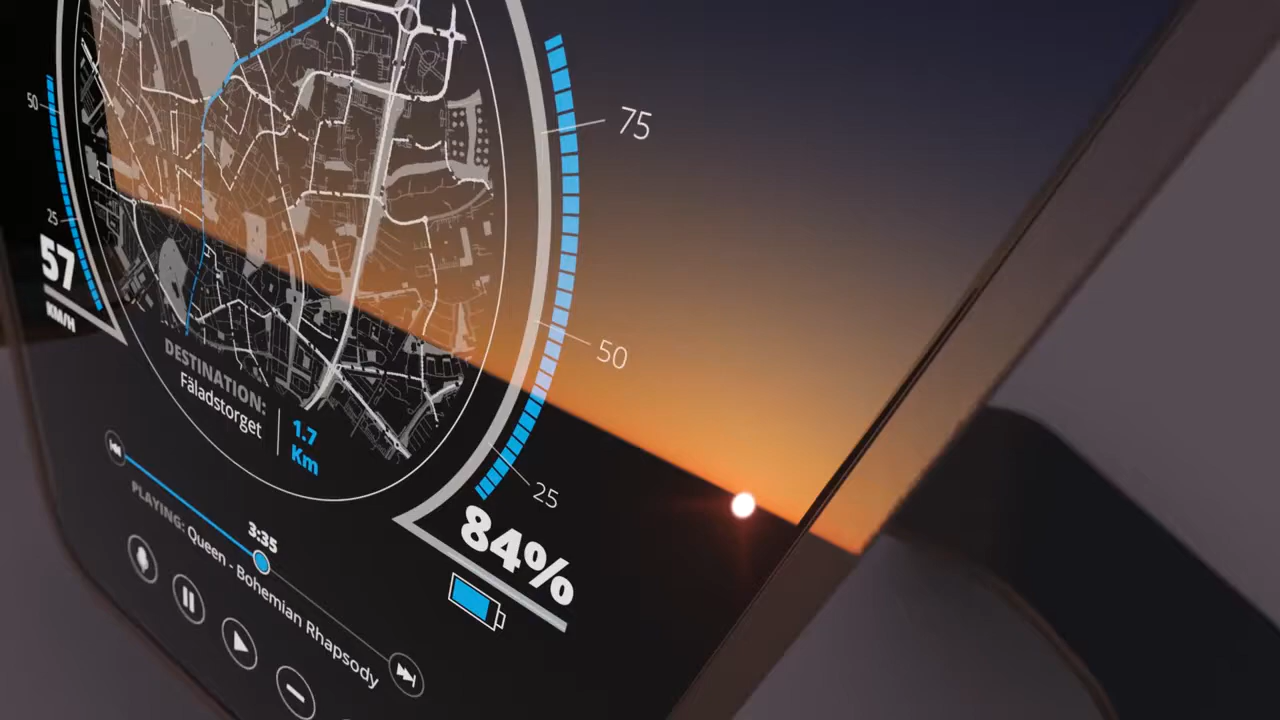 50
25
57
KM/H
75
50
25
DESTINATION:
Fäladstorget
1.7
Km
3:35
PLAYING: Queen - Bohemian Rhapsody
84%